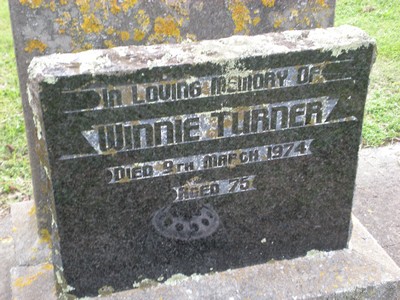 In Loving Memory Of
Winnie Turner
Died 9th March 1974
Aged 75